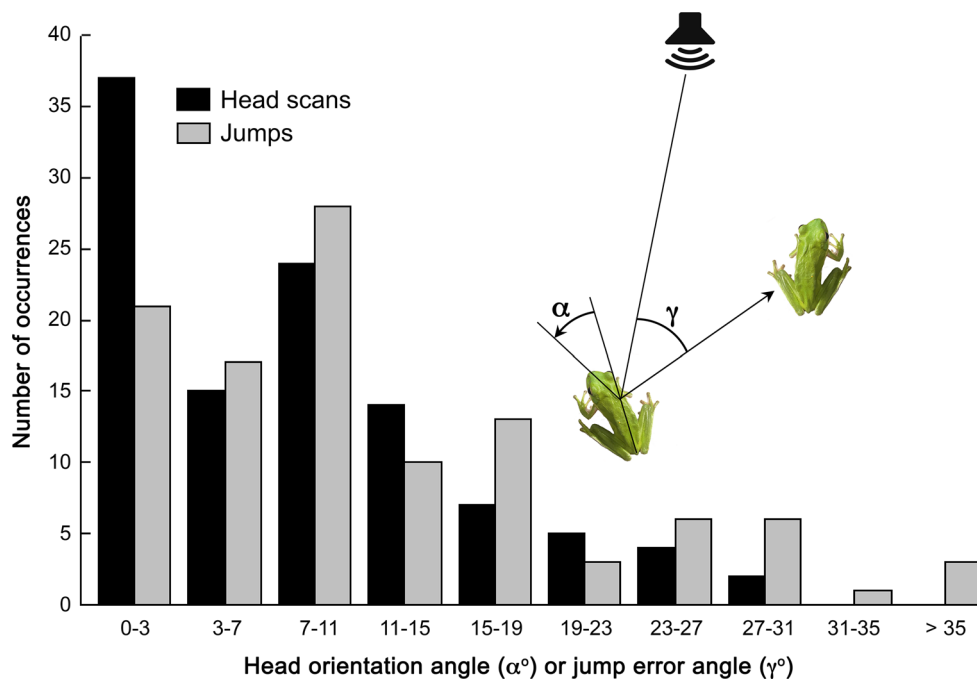 40
35
30
25
20
15
10
5
0
Number of occurrences
Head scans
Jumps
α
γ
0-3 3-7 7-11 11-15 15-19 19-23 23-27 27-31 31-35 > 35
Head orientation angle (α°) or jump error angle (γ°)